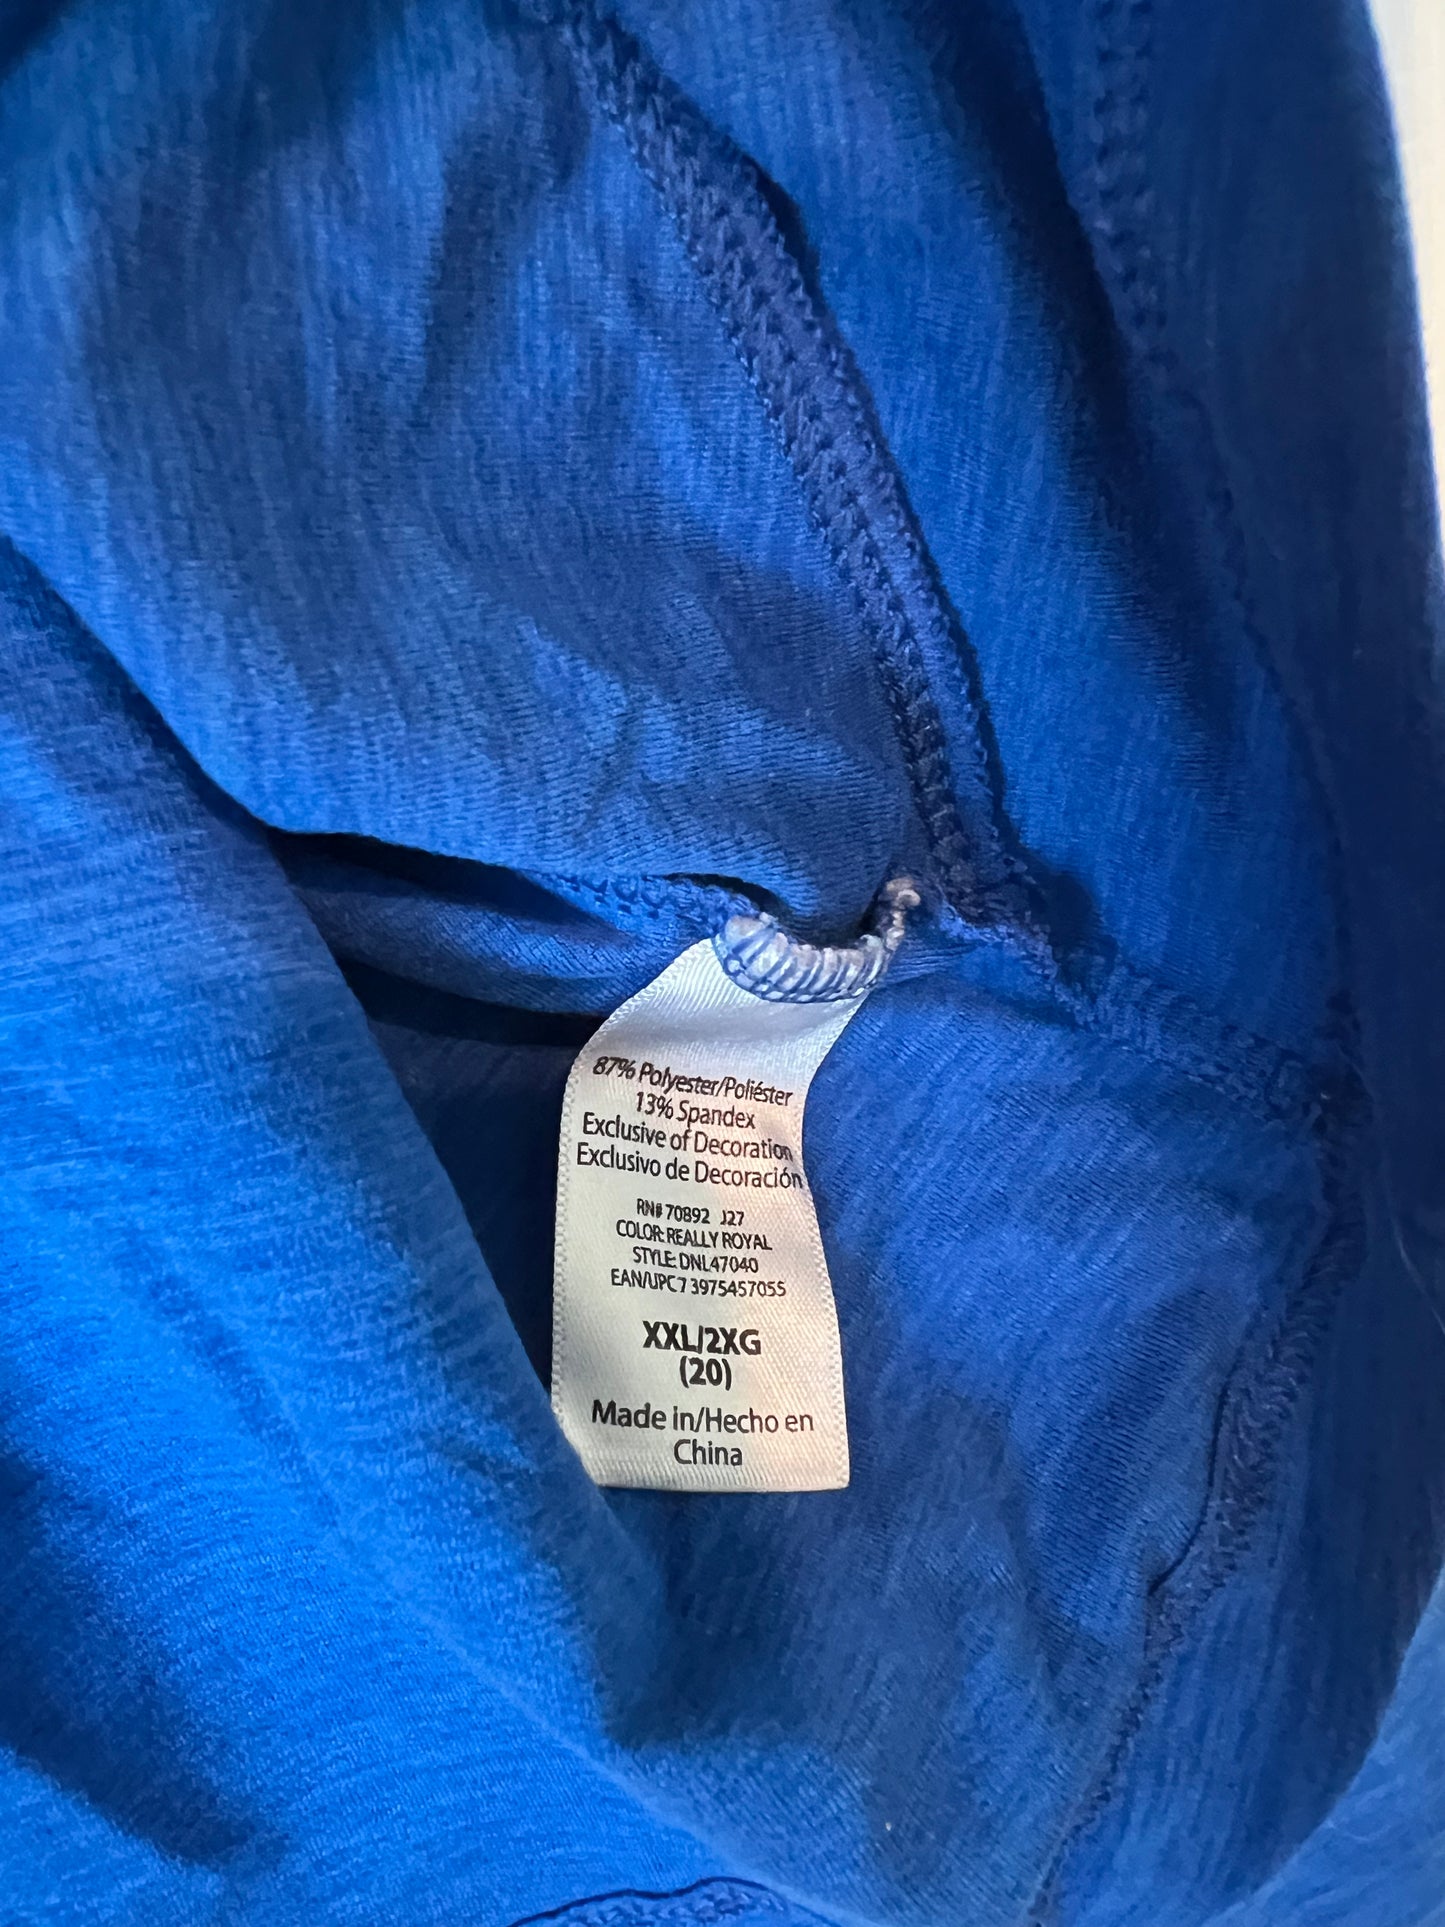 87% Polyester/Poliéster
13% Spandex
Exclusive of Decoration
Exclusivo de Decoración
RN# 70892 J27
COLOR: REALLY ROYAL
STYLE: DNL47040
EAN/UPC 7 3975457055
XXL/2XG
(20)
Made in/Hecho en
China